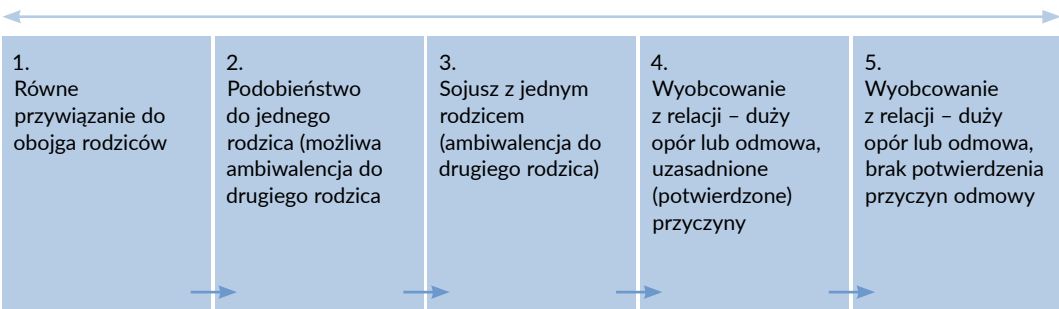 1.
Równe
przywiązanie do
obojga rodziców
2.
Podobieństwo
do jednego
rodzica (możliwa
ambiwalencja do
drugiego rodzica
3.
Sojusz z jednym
rodzicem
(ambiwalencja do
drugiego rodzica)
4.
Wyobcowanie
z relacji – duży
opór lub odmowa,
uzasadnione
(potwierdzone)
przyczyny
5.
Wyobcowanie
z relacji – duży
opór lub odmowa,
brak potwierdzenia
przyczyn odmowy